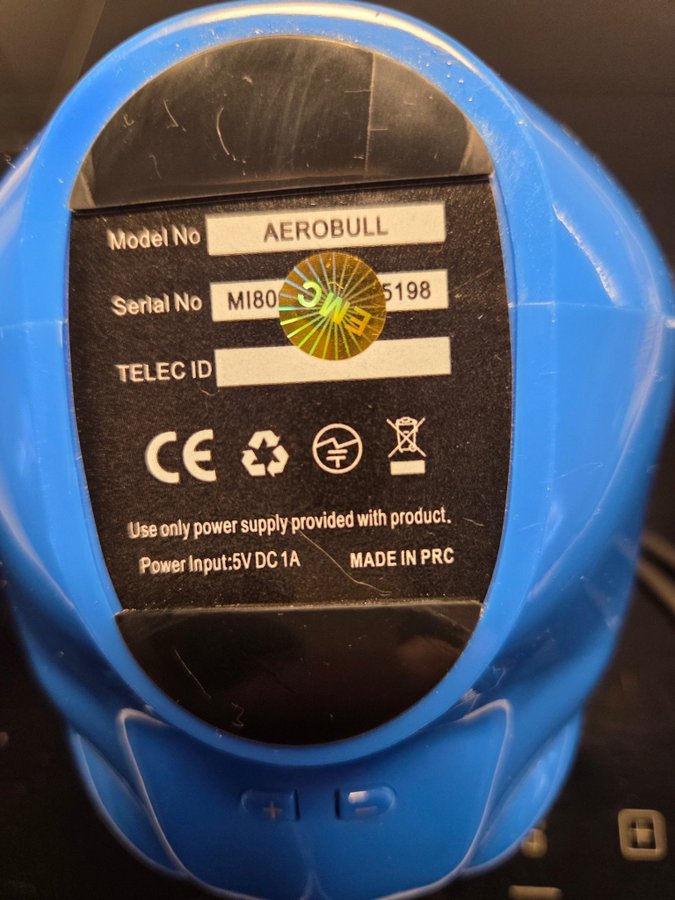 Model No AEROBULL
Serial No MI80 5198
EMC
TELEC ID
CE
Use only power supply provided with product.
Power Input:5V DC 1A MADE IN PRC
+ -